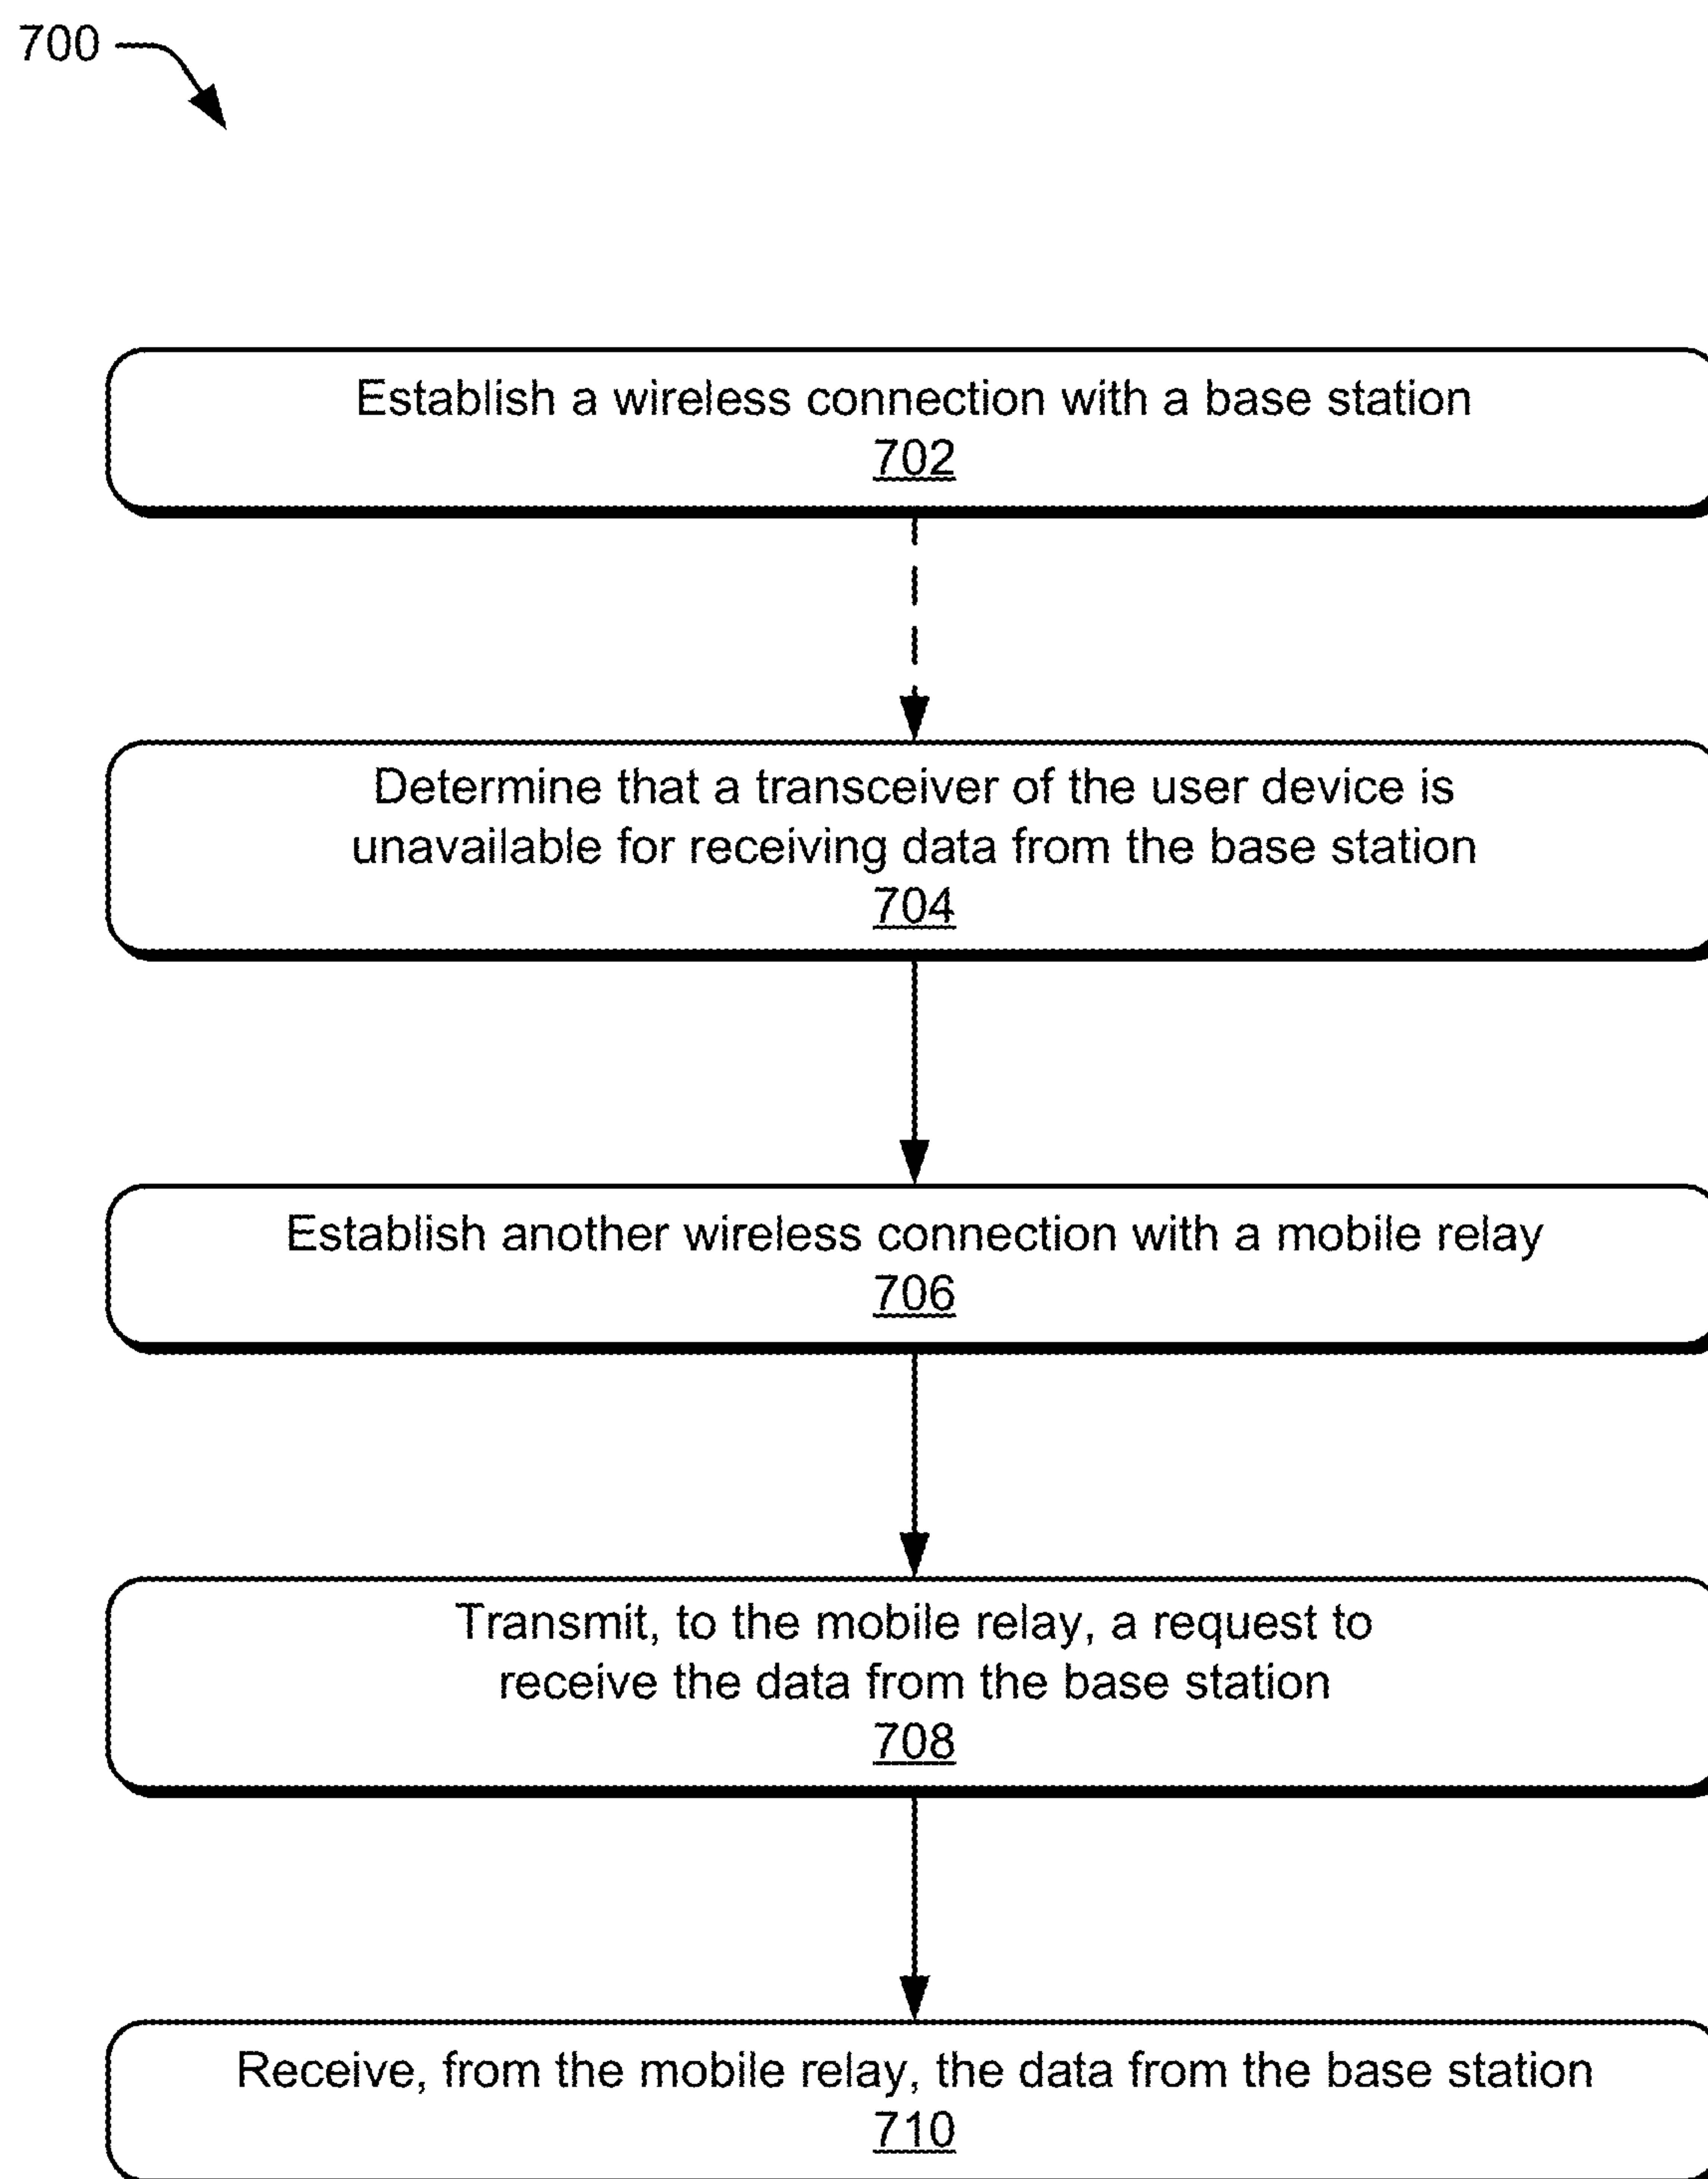 700
Establish a wireless connection with a base station
702
Determine that a transceiver of the user device is
unavailable for receiving data from the base station
704
Establish another wireless connection with a mobile relay
706
Transmit, to the mobile relay, a request to
receive the data from the base station
708
Receive, from the mobile relay, the data from the base station
710